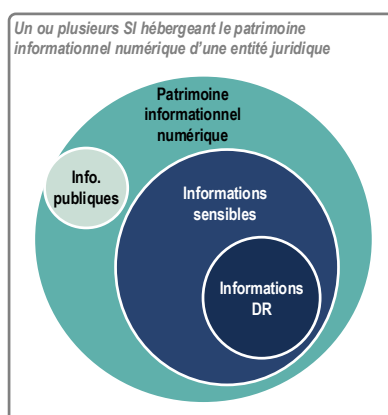 Un ou plusieurs SI hébergeant le patrimoine
informationnel numérique d'une entité juridique
Patrimoine
informationnel
numérique
Info.
publiques
Informations
sensibles
Informations
DR